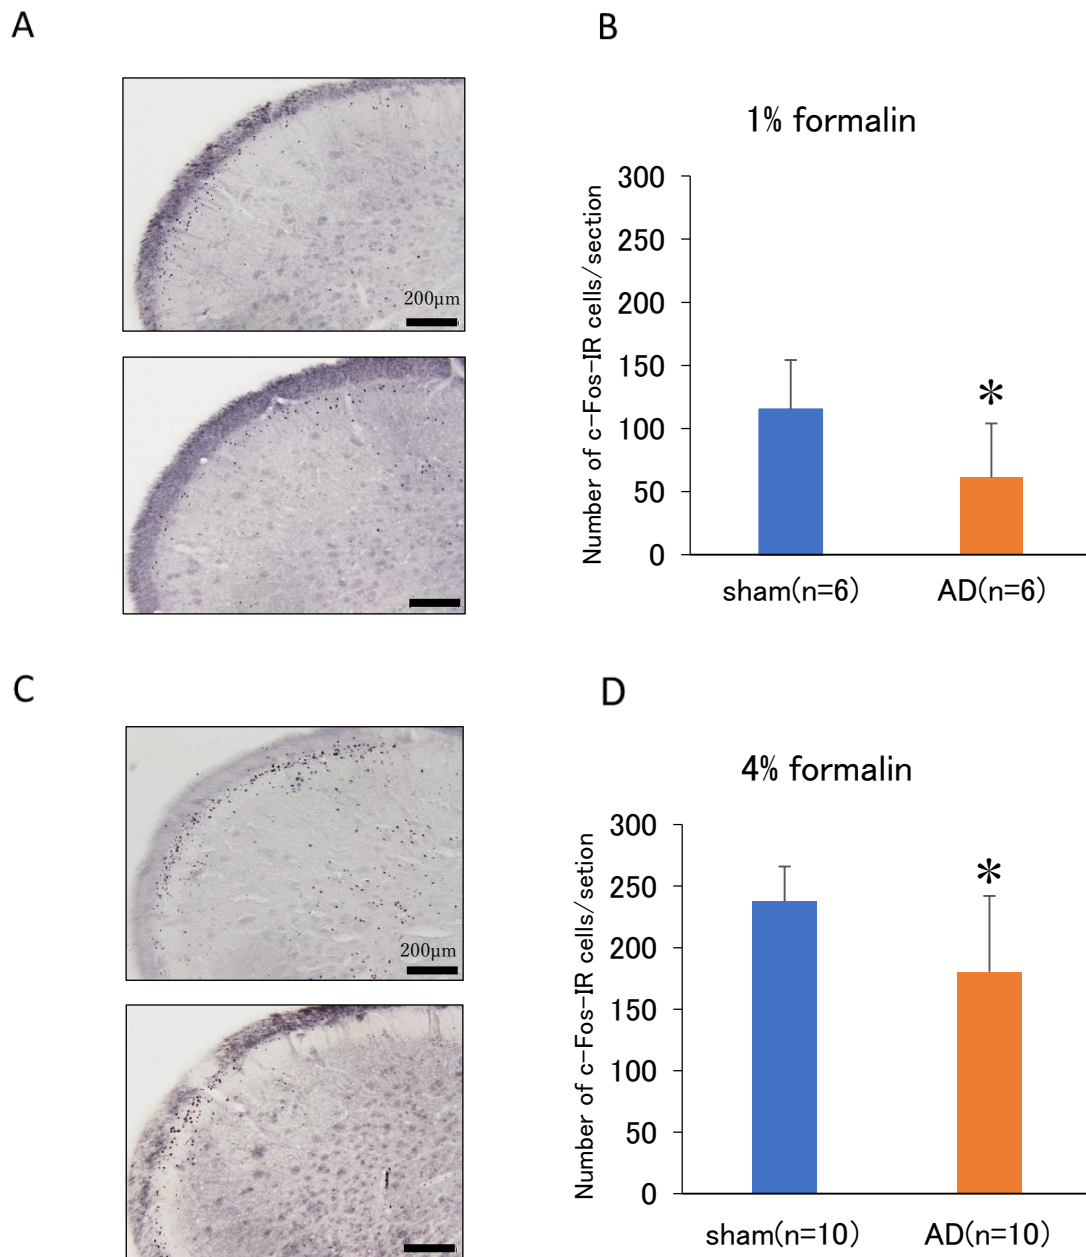 A
B
1% formalin
Number of c-Fos-IR cells/section
300
250
200
150
100
50
0
*
sham(n=6)
AD(n=6)
200μm
C
D
4% formalin
Number of c-Fos-IR cells/setion
300
250
200
150
100
50
0
*
sham(n=10)
AD(n=10)
200μm